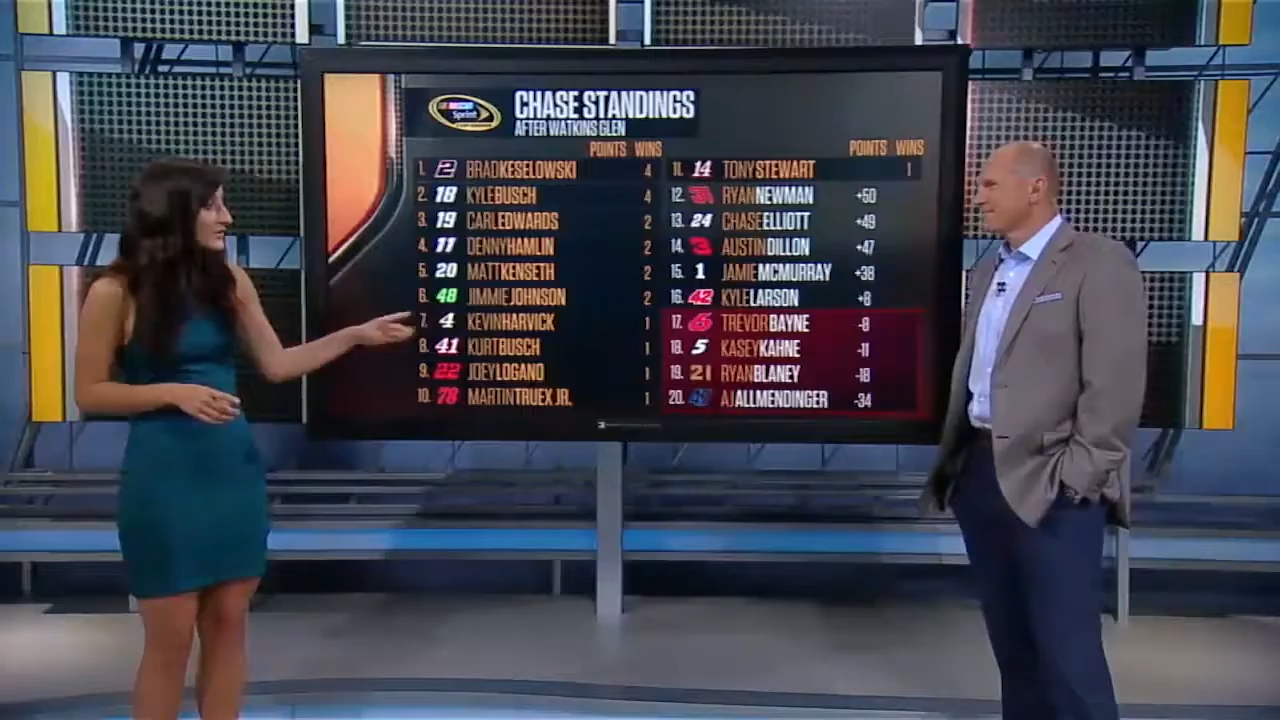 NASCAR
Sprint
CHASE STANDINGS
AFTER WATKINS GLEN
POINTS WINS
1. 2 BRAD KESELOWSKI 4
2. 18 KYLE BUSCH 4
3. 19 CARL EDWARDS 2
4. 11 DENNY HAMLIN 2
5. 20 MATT KENSETH 2
6. 48 JIMMIE JOHNSON 2
7. 4 KEVIN HARVICK 1
8. 41 KURT BUSCH 1
9. 22 JOEY LOGANO 1
10. 78 MARTIN TRUEX JR. 1
POINTS WINS
11. 14 TONY STEWART 1
12. 31 RYAN NEWMAN +50
13. 24 CHASE ELLIOTT +49
14. 3 AUSTIN DILLON +47
15. 1 JAMIE MCMURRAY +38
16. 42 KYLE LARSON +8
17. 6 TREVOR BAYNE -8
18. 5 KASEY KAHNE -11
19. 21 RYAN BLANEY -18
20. 47 AJ ALLMENDINGER -34